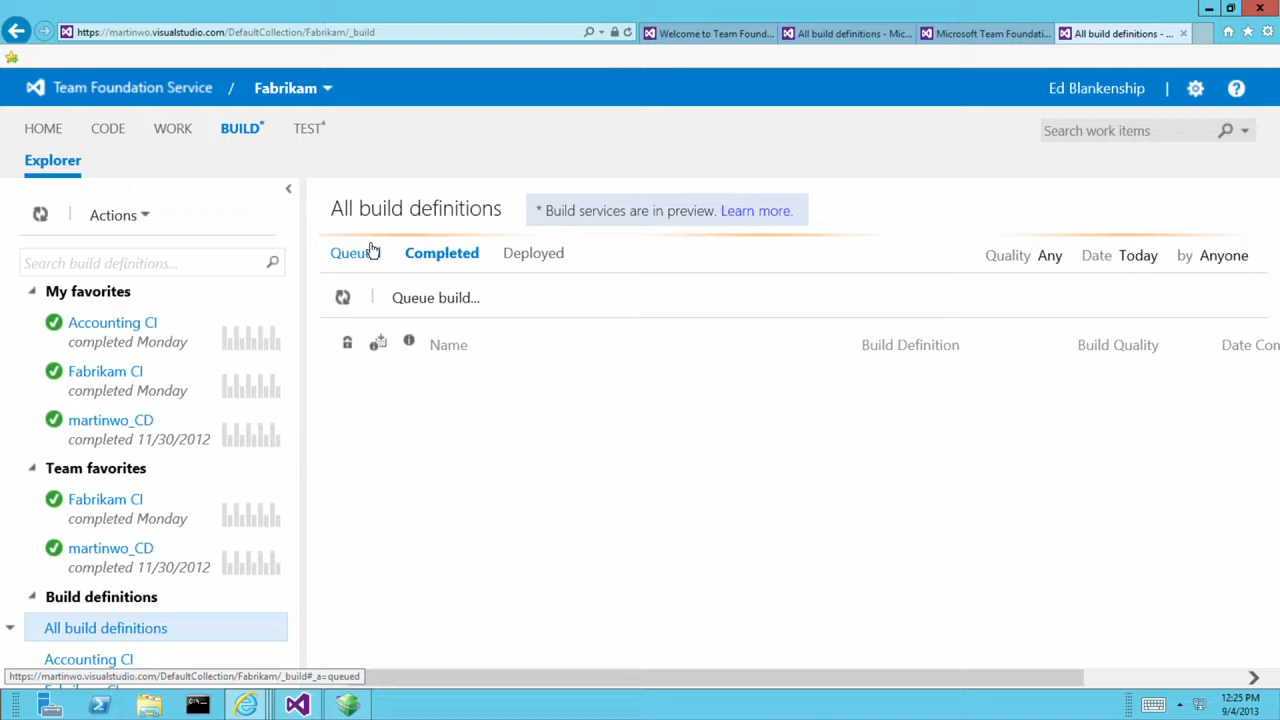 https://martinwo.visualstudio.com/DefaultCollection/Fabrikam/_build
Welcome to Team Found...
All build definitions - Mic...
Microsoft Team Foundati...
All build definitions - ...
Team Foundation Service / Fabrikam
Ed Blankenship
HOME
CODE
WORK
BUILD*
TEST*
Search work items
Explorer
Actions
Search build definitions...
My favorites
Accounting CI
completed Monday
Fabrikam CI
completed Monday
martinwo_CD
completed 11/30/2012
Team favorites
Fabrikam CI
completed Monday
martinwo_CD
completed 11/30/2012
Build definitions
All build definitions
Accounting CI
All build definitions
* Build services are in preview. Learn more.
Completed
Deployed
Quality Any
Date Today
by Anyone
Queue build...
Name
Build Definition
Build Quality
Date Con
https://martinwo.visualstudio.com/DefaultCollection/Fabrikam/_build#_a=queued
12:25 PM
9/4/2013